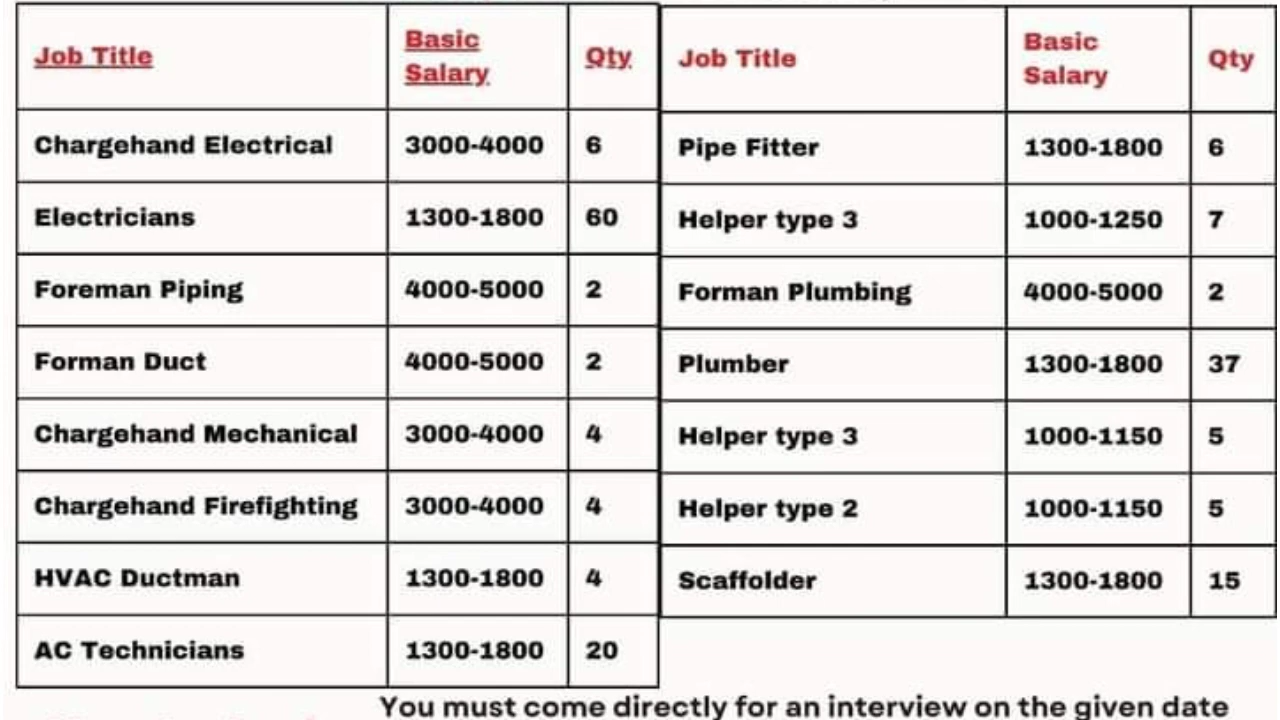 Job Title Basic Salary Qty
Chargehand Electrical 3000-4000 6
Electricians 1300-1800 60
Foreman Piping 4000-5000 2
Forman Duct 4000-5000 2
Chargehand Mechanical 3000-4000 4
Chargehand Firefighting 3000-4000 4
HVAC Ductman 1300-1800 4
AC Technicians 1300-1800 20
Job Title Basic Salary Qty
Pipe Fitter 1300-1800 6
Helper type 3 1000-1250 7
Forman Plumbing 4000-5000 2
Plumber 1300-1800 37
Helper type 3 1000-1150 5
Helper type 2 1000-1150 5
Scaffolder 1300-1800 15
You must come directly for an interview on the given date